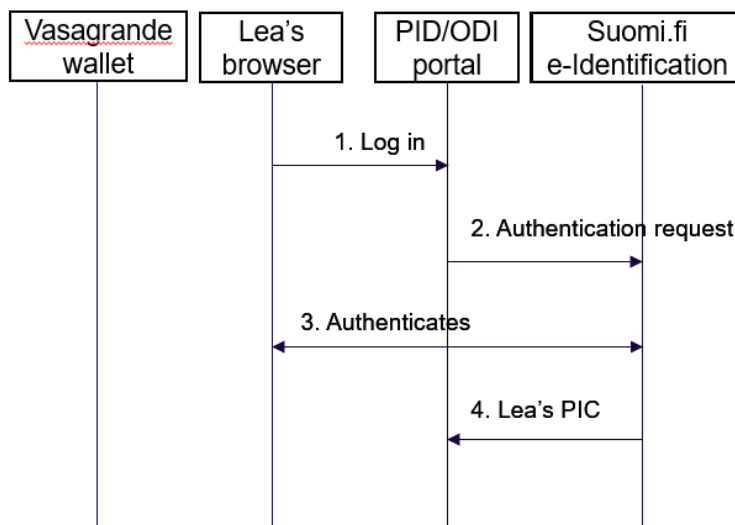 Vasagrande
wallet
Lea’s
browser
PID/ODI
portal
Suomi.fi
e-Identification
1. Log in
2. Authentication request
3. Authenticates
4. Lea’s PIC